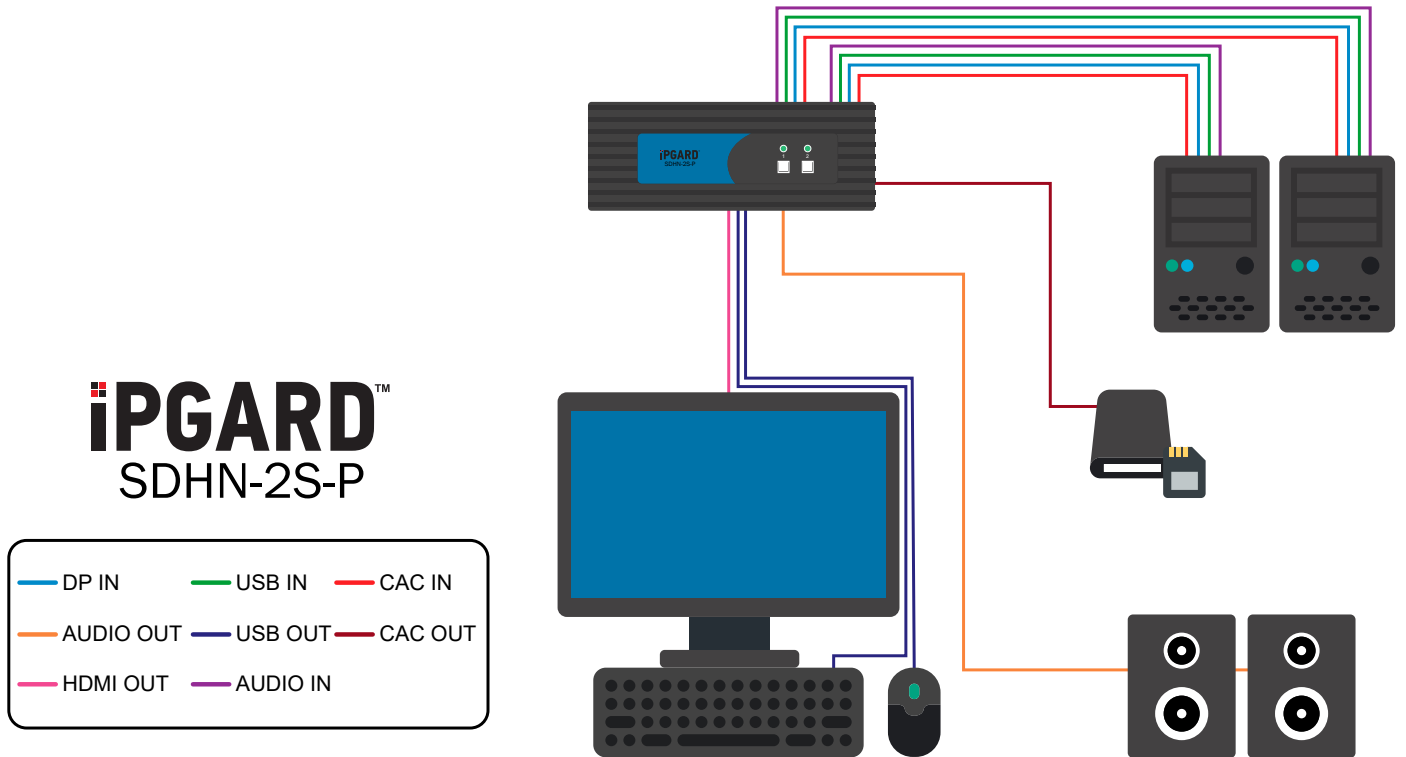 iPGARD
SDHN-2S-P
1 2
iPGARD™
SDHN-2S-P
DP IN USB IN CAC IN
AUDIO OUT USB OUT CAC OUT
HDMI OUT AUDIO IN